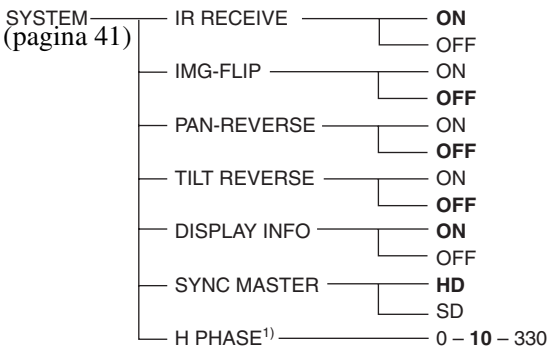 SYSTEM IR RECEIVE ON
(pagina 41) OFF
IMG-FLIP ON
OFF
PAN-REVERSE ON
OFF
TILT REVERSE ON
OFF
DISPLAY INFO ON
OFF
SYNC MASTER HD
SD
H PHASE1) 0 – 10 – 330